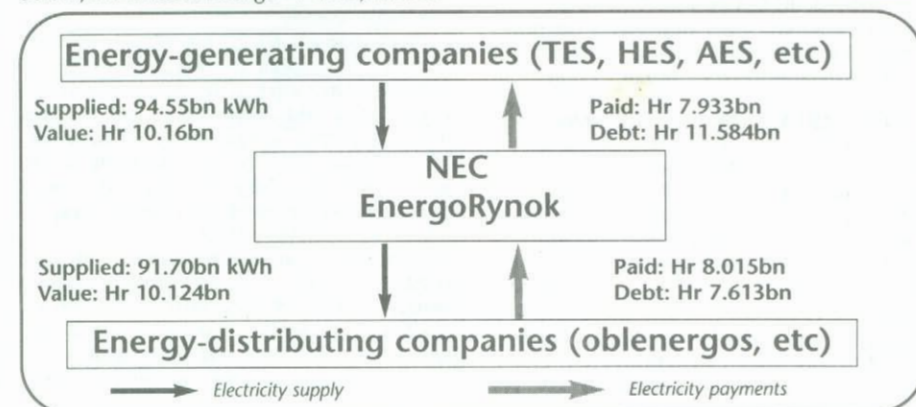 Energy-generating companies (TES, HES, AES, etc)
Supplied: 94.55bn kWh
Value: Hr 10.16bn
Paid: Hr 7.933bn
Debt: Hr 11.584bn
NEC
EnergoRynok
Supplied: 91.70bn kWh
Value: Hr 10.124bn
Paid: Hr 8.015bn
Debt: Hr 7.613bn
Energy-distributing companies (oblenergos, etc)
Electricity supply
Electricity payments